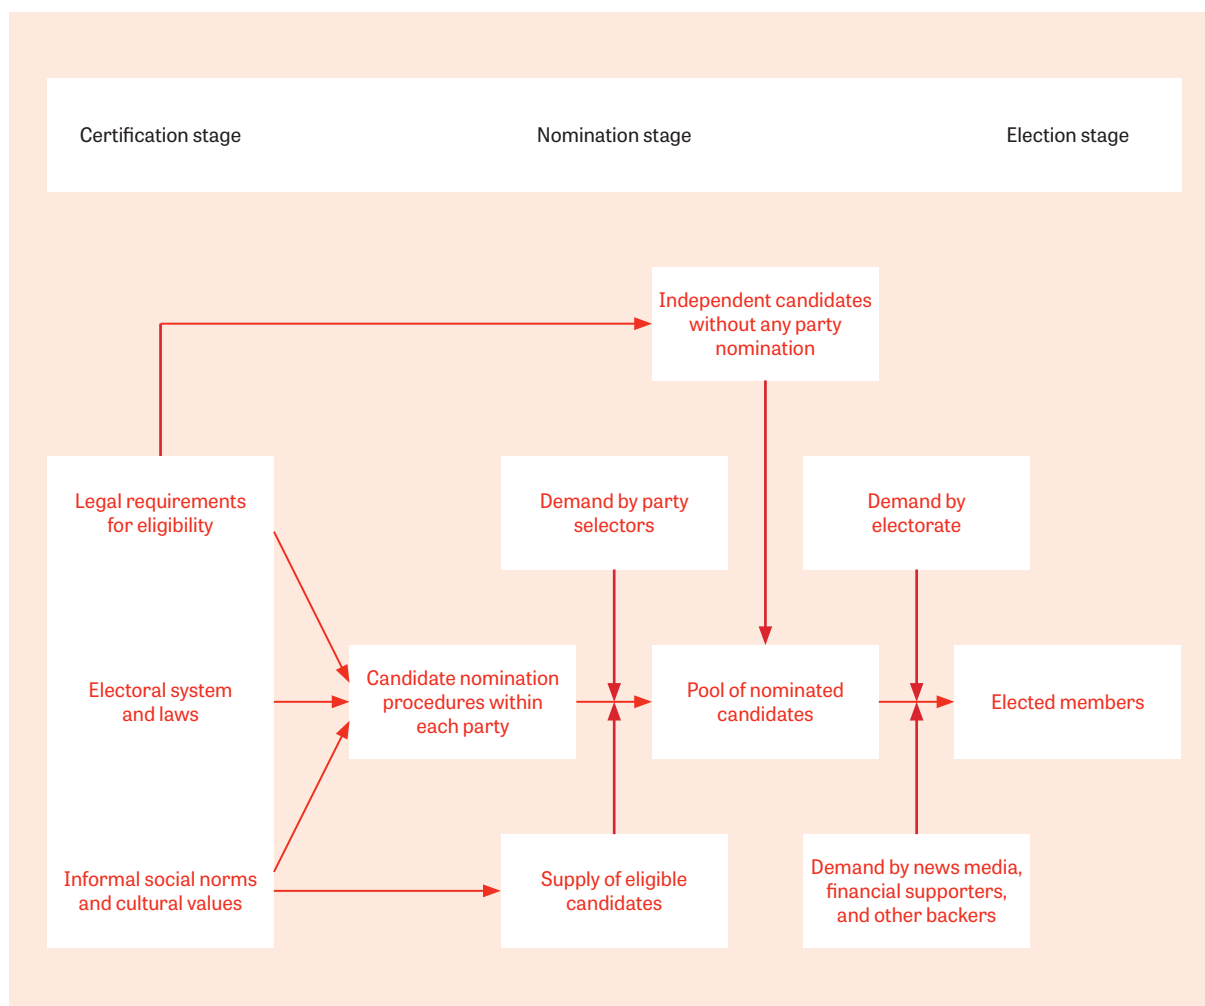 Certification stage
Nomination stage
Election stage
Independent candidates
without any party
nomination
Legal requirements
for eligibility
Demand by party
selectors
Demand by
electorate
Electoral system
and laws
Candidate nomination
procedures within
each party
Pool of nominated
candidates
Elected members
Informal social norms
and cultural values
Supply of eligible
candidates
Demand by news media,
financial supporters,
and other backers